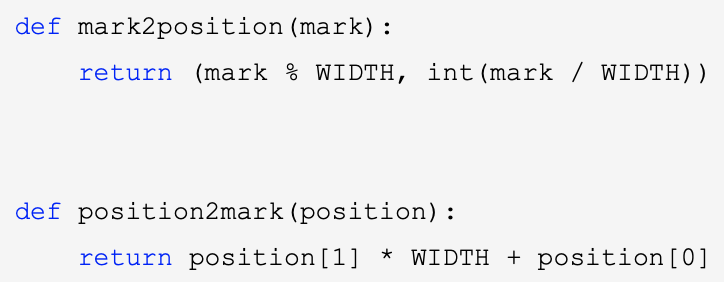 def mark2position(mark):
    return (mark % WIDTH, int(mark / WIDTH))
def position2mark(position):
    return position[1] * WIDTH + position[0]